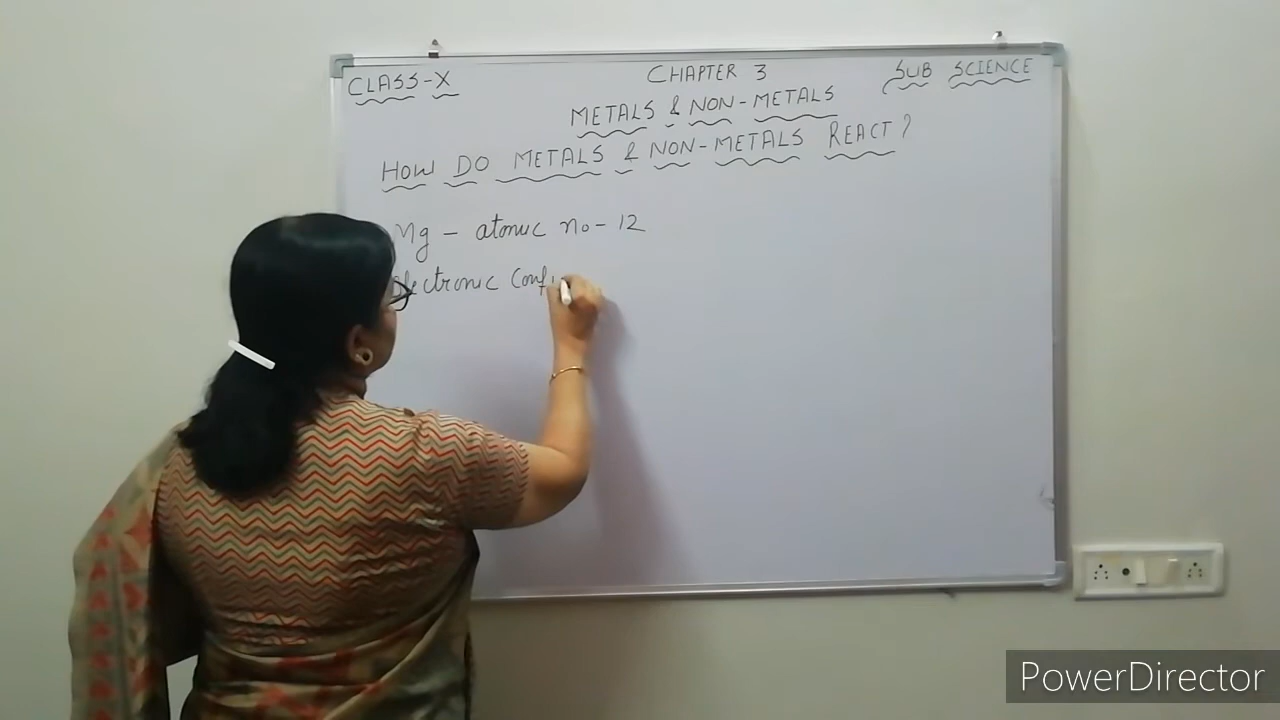 CLASS-X CHAPTER 3 SUB SCIENCE
METALS & NON-METALS
HOW DO METALS & NON-METALS REACT?
Mg - atomic no - 12
electronic Confi
PowerDirector